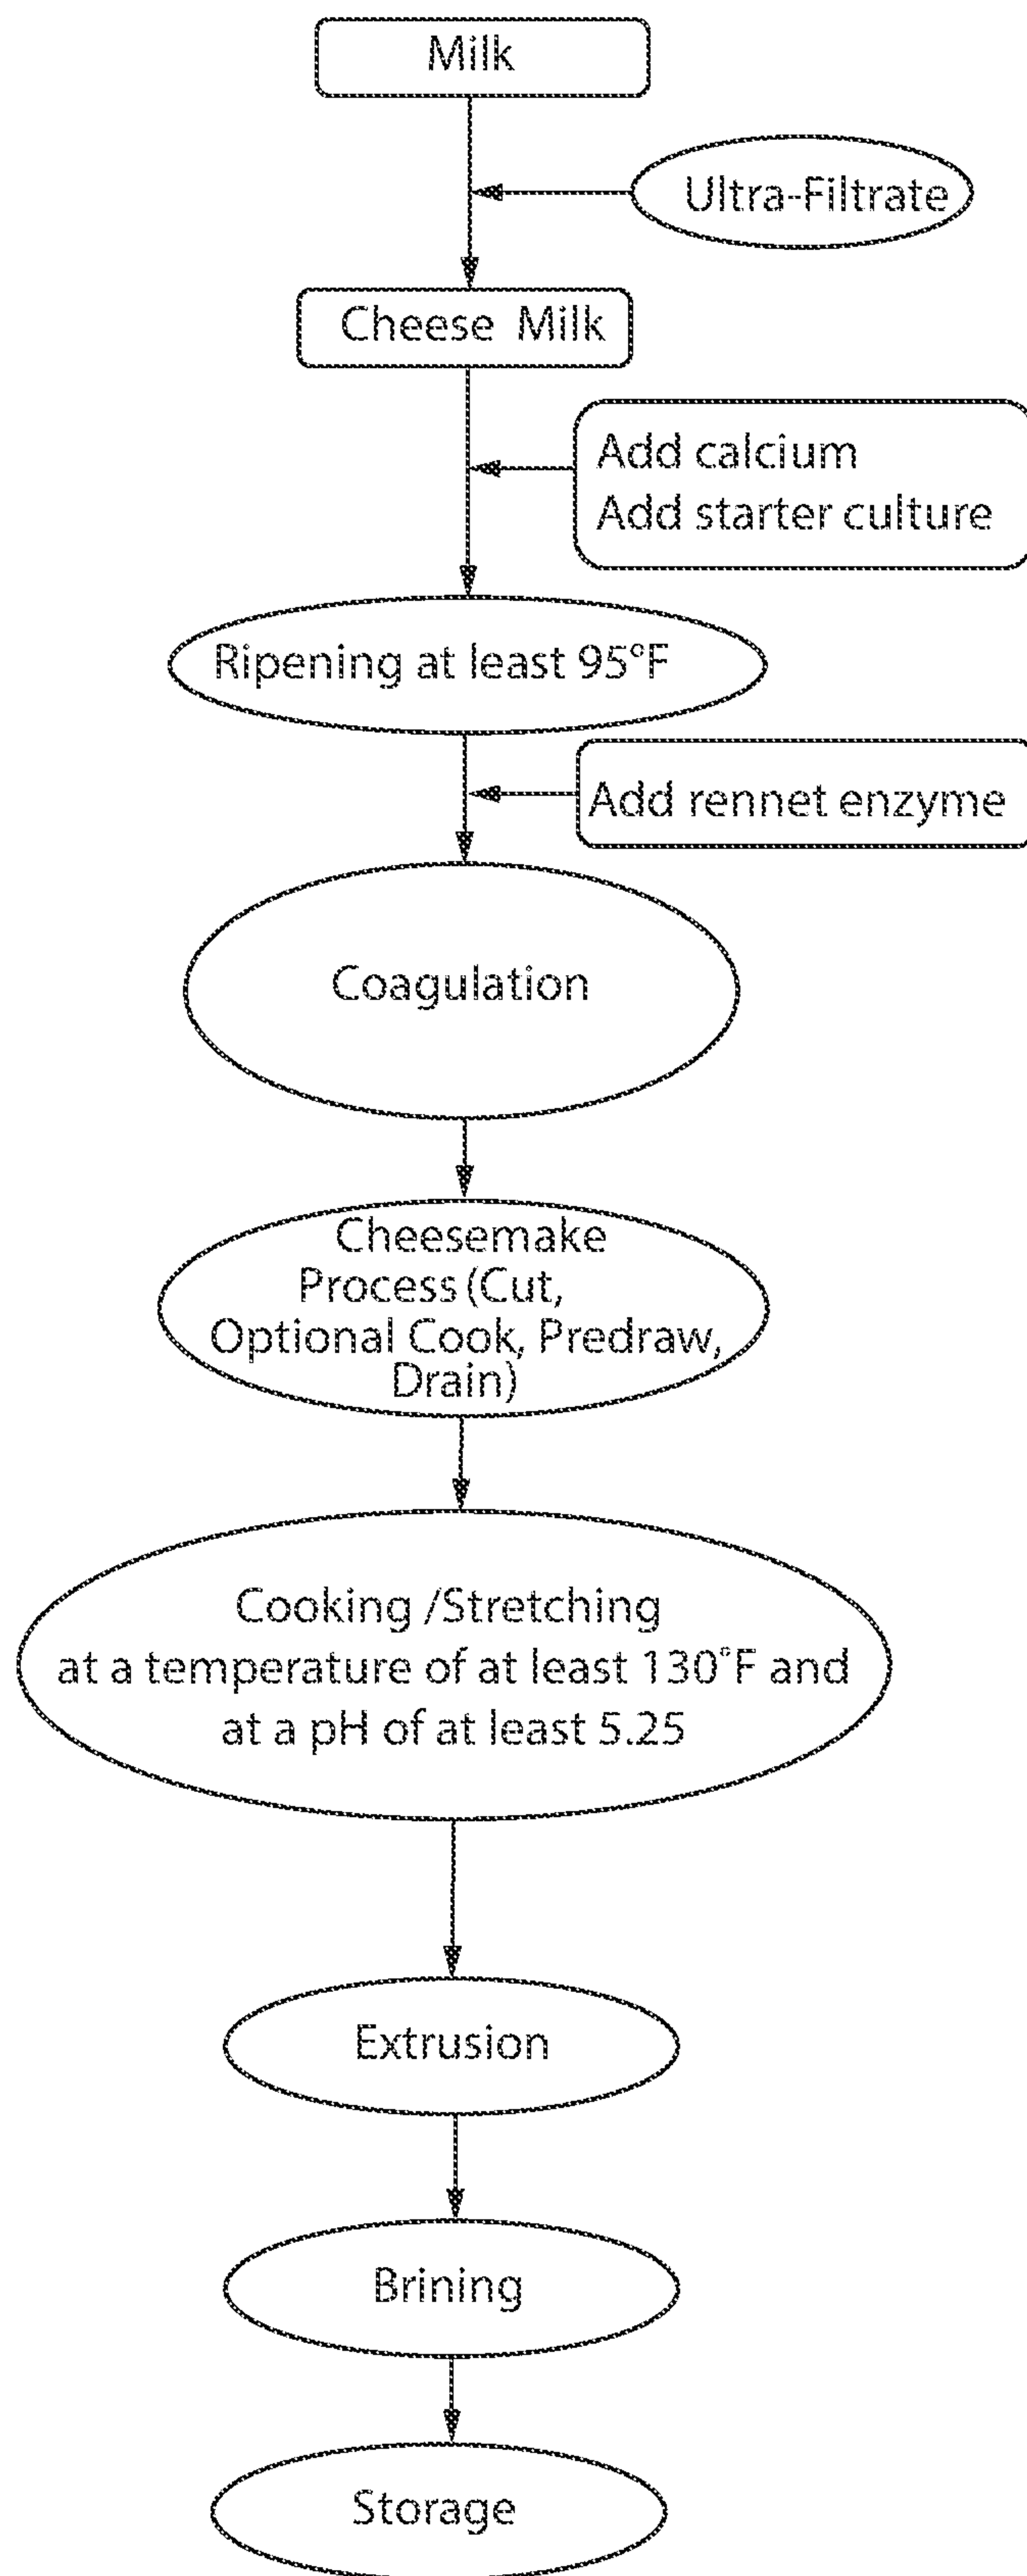 Milk
Ultra-Filtrate
Cheese Milk
Add calcium
Add starter culture
Ripening at least 95°F
Add rennet enzyme
Coagulation
Cheesemake
Process (Cut,
Optional Cook, Predraw,
Drain)
Cooking /Stretching
at a temperature of at least 130°F and
at a pH of at least 5.25
Extrusion
Brining
Storage